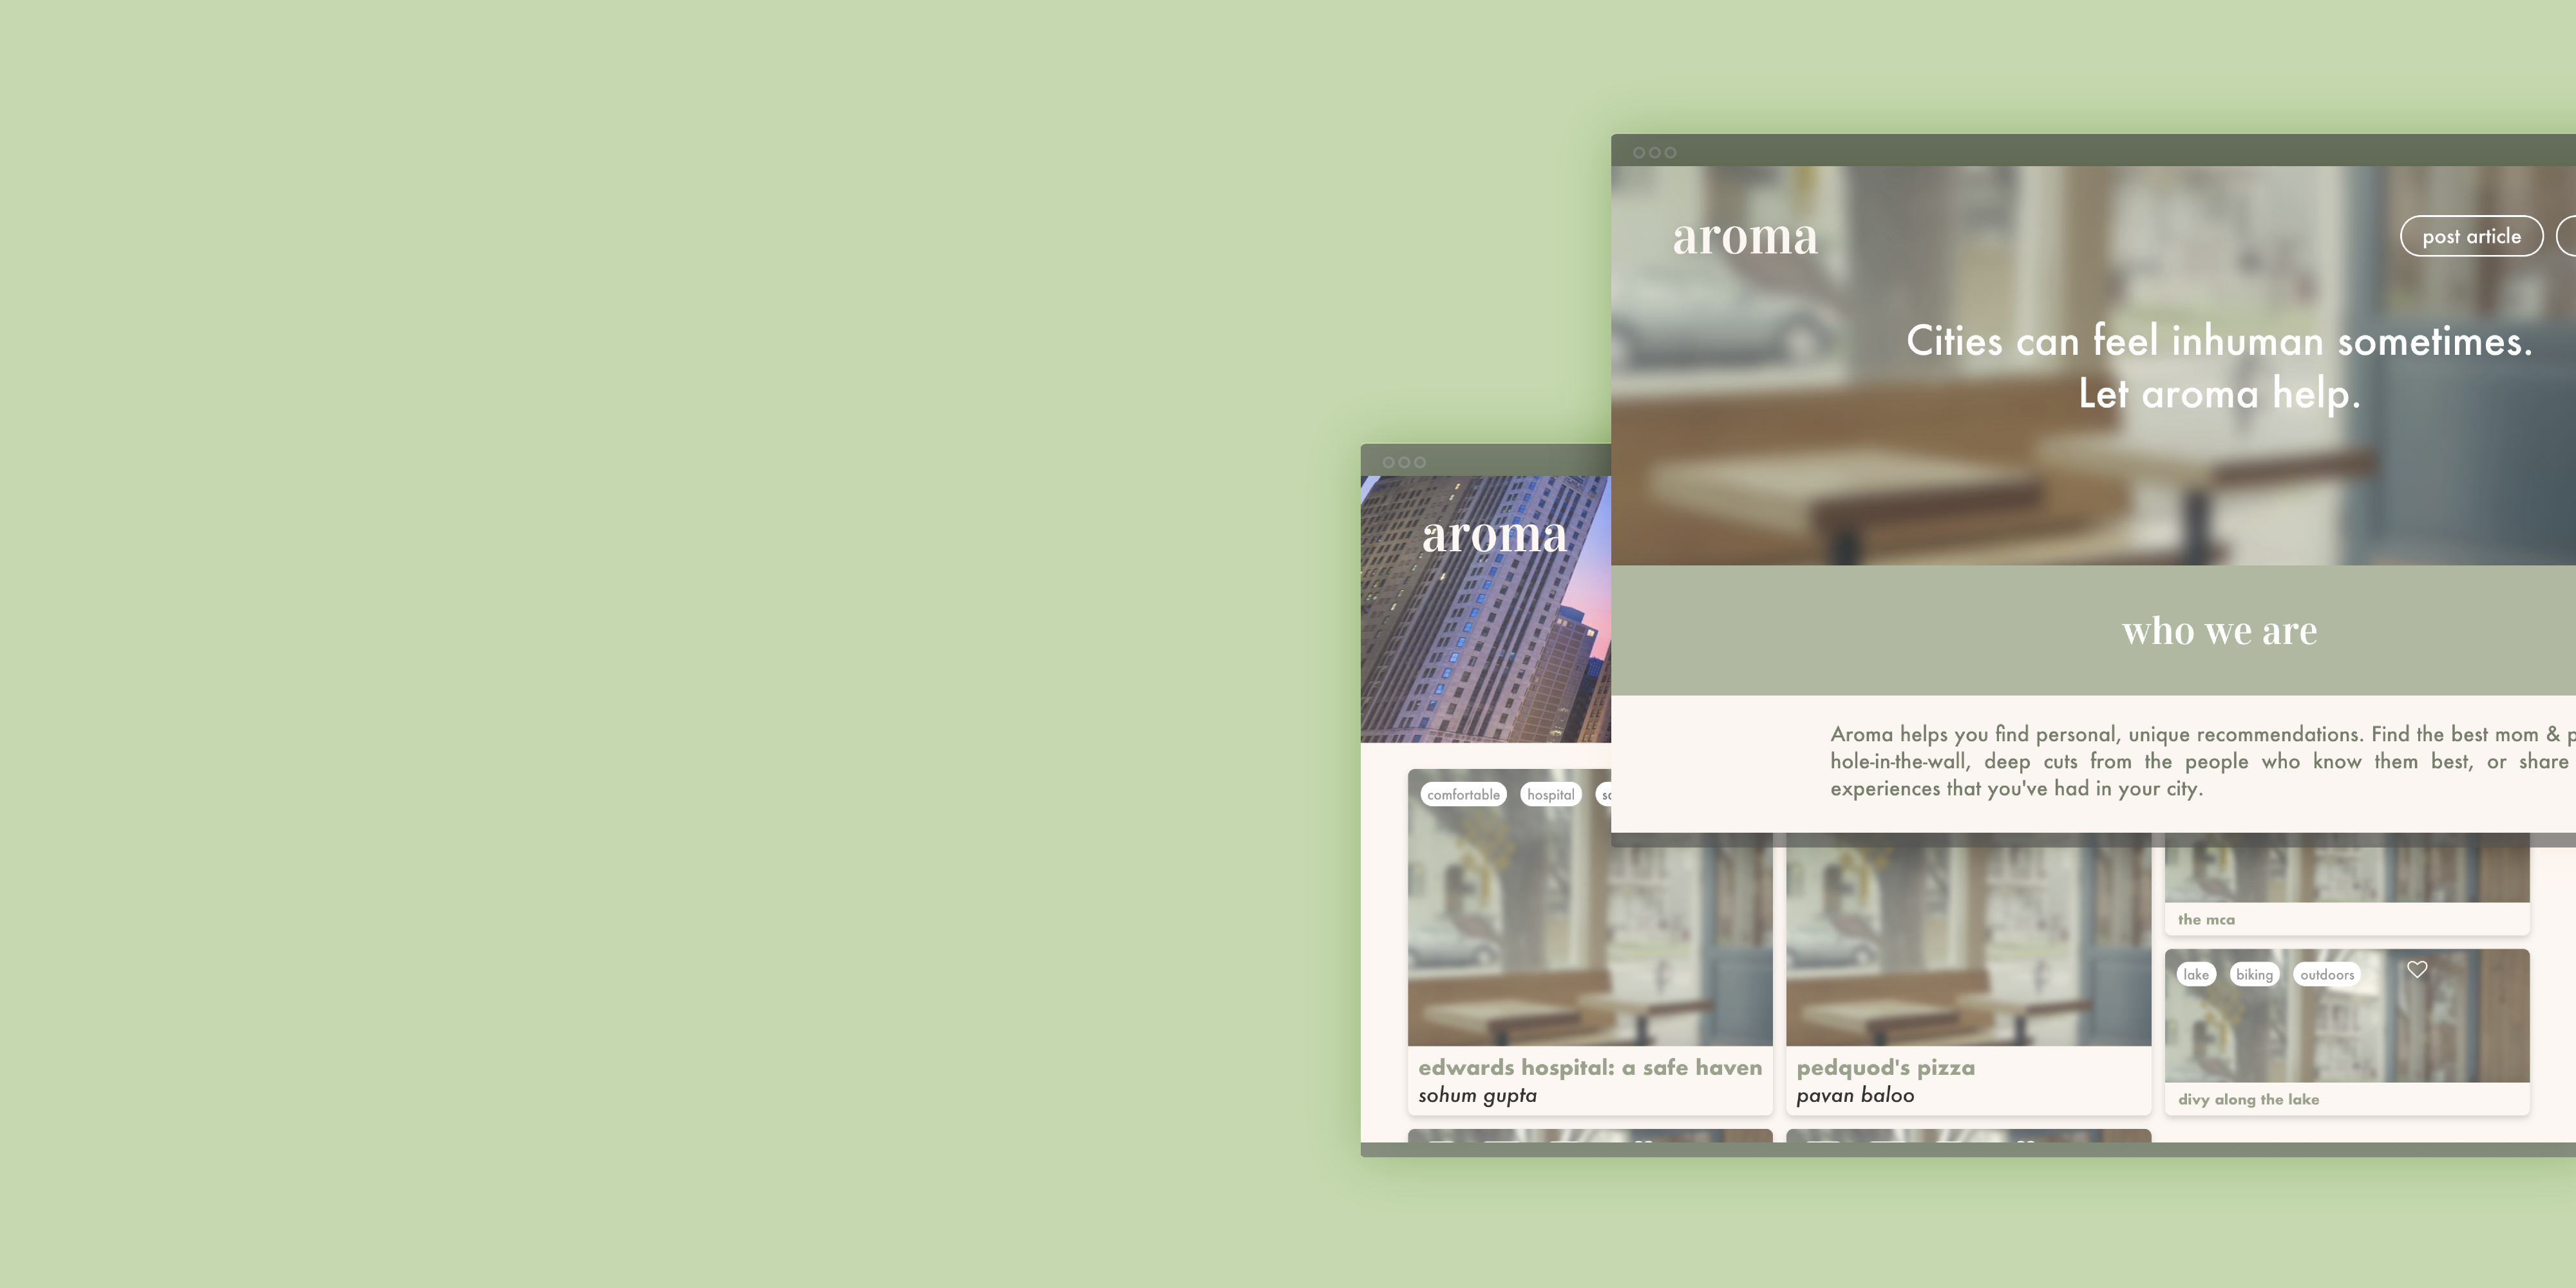 aroma
post article
Cities can feel inhuman sometimes.
Let aroma help.
who we are
Aroma helps you find personal, unique recommendations. Find the best mom &
hole-in-the-wall, deep cuts from the people who know them best, or share
experiences that you've had in your city.
aroma
comfortable
hospital
the mca
lake
biking
outdoors
edwards hospital: a safe haven
sohum gupta
pedquod's pizza
pavan baloo
divy along the lake